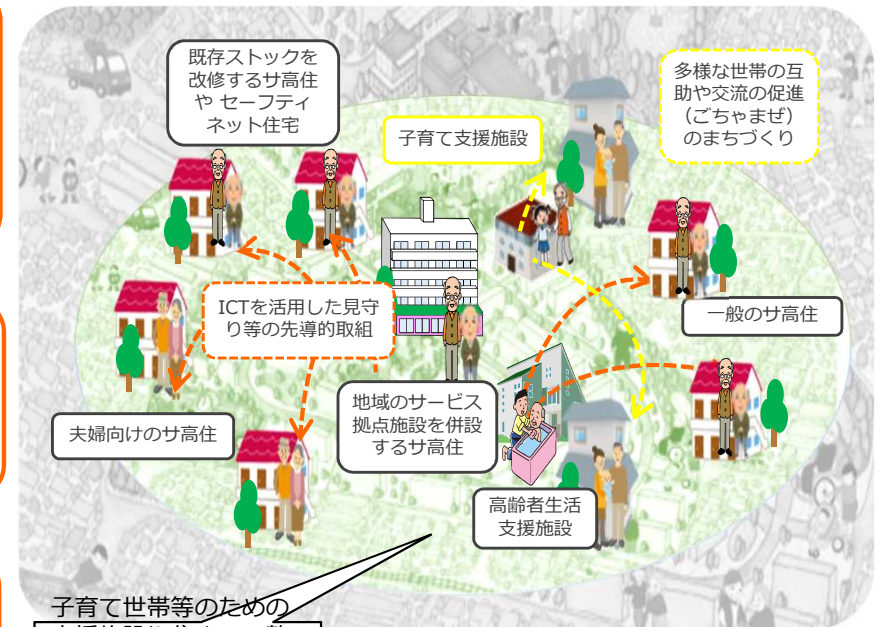 既存ストックを
改修するサ高住
や セーフティ
ネット住宅
子育て支援施設
多様な世帯の互
助や交流の促進
（ごちゃまぜ）
のまちづくり
ICTを活用した見守
り等の先導的取組
一般のサ高住
夫婦向けのサ高住
地域のサービス
拠点施設を併設
するサ高住
高齢者生活
支援施設
子育て世帯等のための